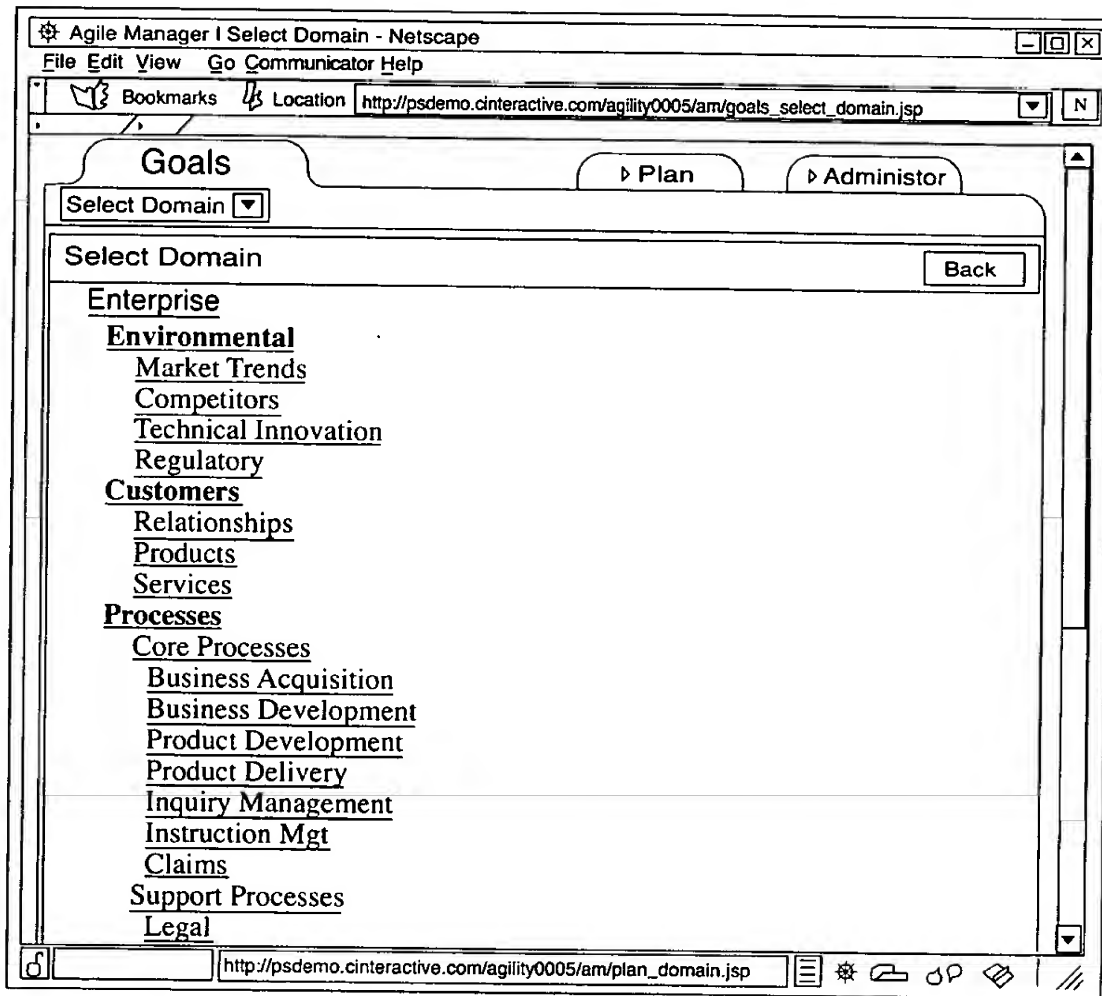 Agile Manager I Select Domain - Netscape
File Edit View Go Communicator Help
Bookmarks Location http://psdemo.cinteractive.com/agility0005/am/goals_select_domain.jsp N
Goals Plan Administor
Select Domain
Select Domain Back
Enterprise
Environmental
Market Trends
Competitors
Technical Innovation
Regulatory
Customers
Relationships
Products
Services
Processes
Core Processes
Business Acquisition
Business Development
Product Development
Product Delivery
Inquiry Management
Instruction Mgt
Claims
Support Processes
Legal
http://psdemo.cinteractive.com/agility0005/am/plan_domain.jsp